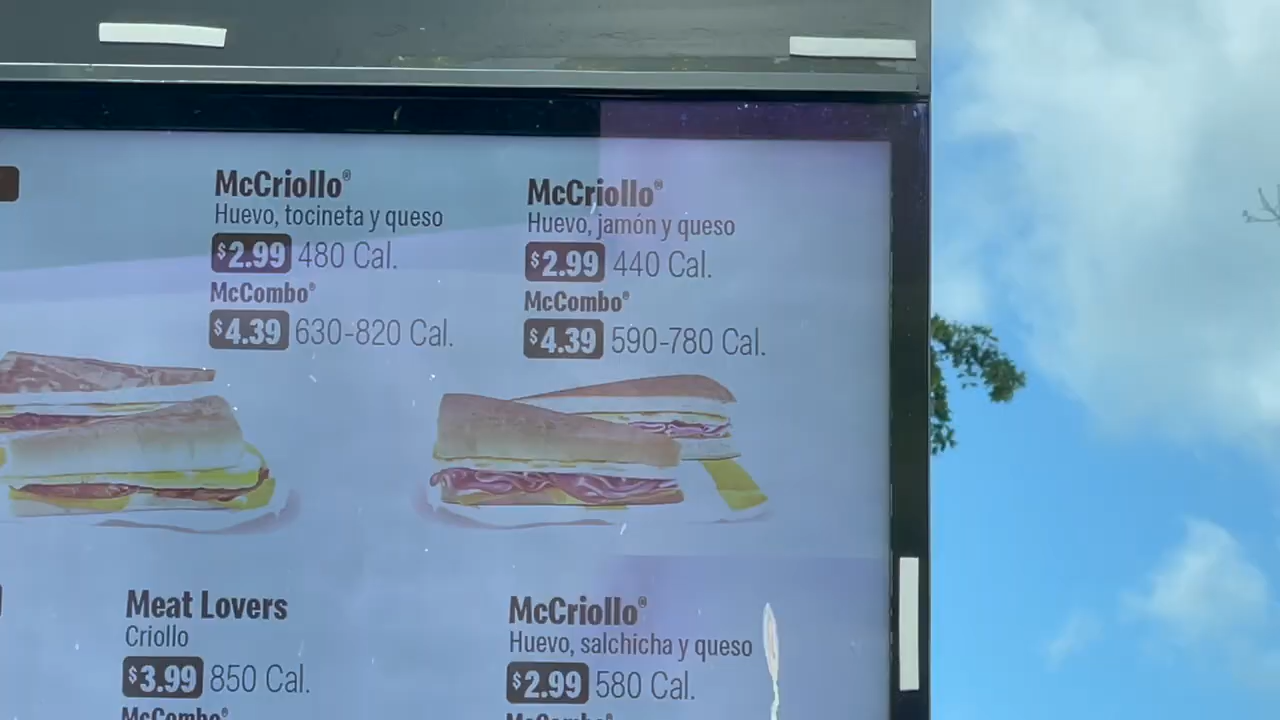 McCriollo®
Huevo, tocineta y queso
$2.99 480 Cal.
McCombo®
$4.39 630-820 Cal.
McCriollo®
Huevo, jamón y queso
$2.99 440 Cal.
McCombo®
$4.39 590-780 Cal.
Meat Lovers
Criollo
$3.99 850 Cal.
McCombo®
McCriollo®
Huevo, salchicha y queso
$2.99 580 Cal.
McCombo®